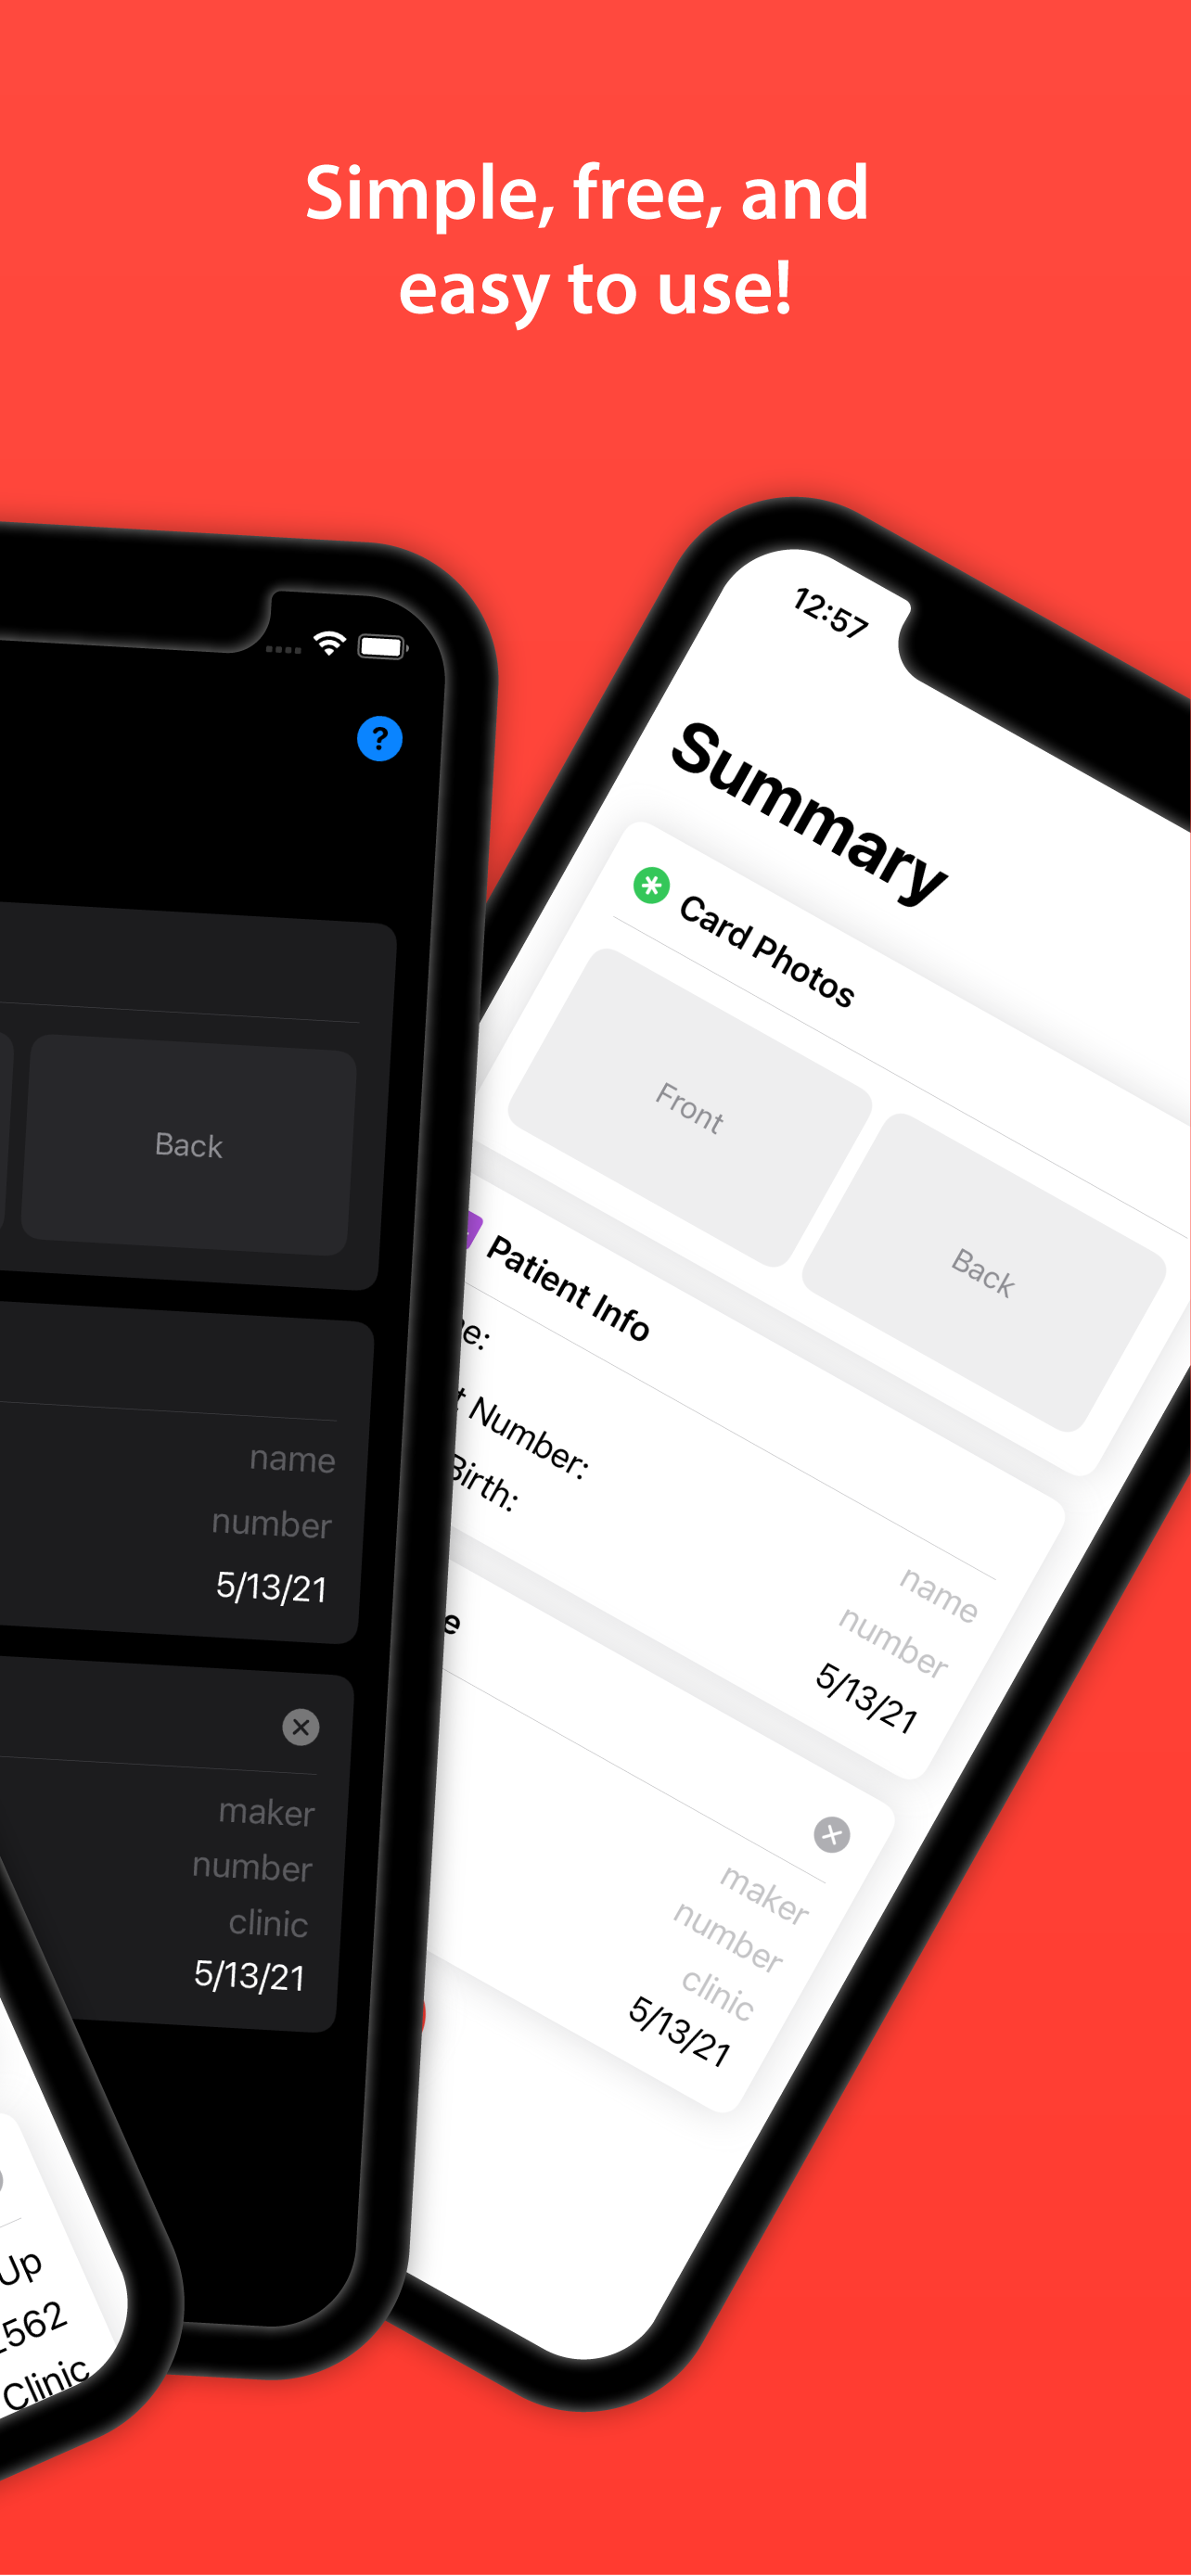 Simple, free, and
easy to use!
?
Back
name
number
5/13/21
maker
number
clinic
5/13/21
Up
562
Clinic
12:57
Summary
Card Photos
Front
Back
Patient Info
e:
Number:
Birth:
name
number
5/13/21
e
maker
number
clinic
5/13/21